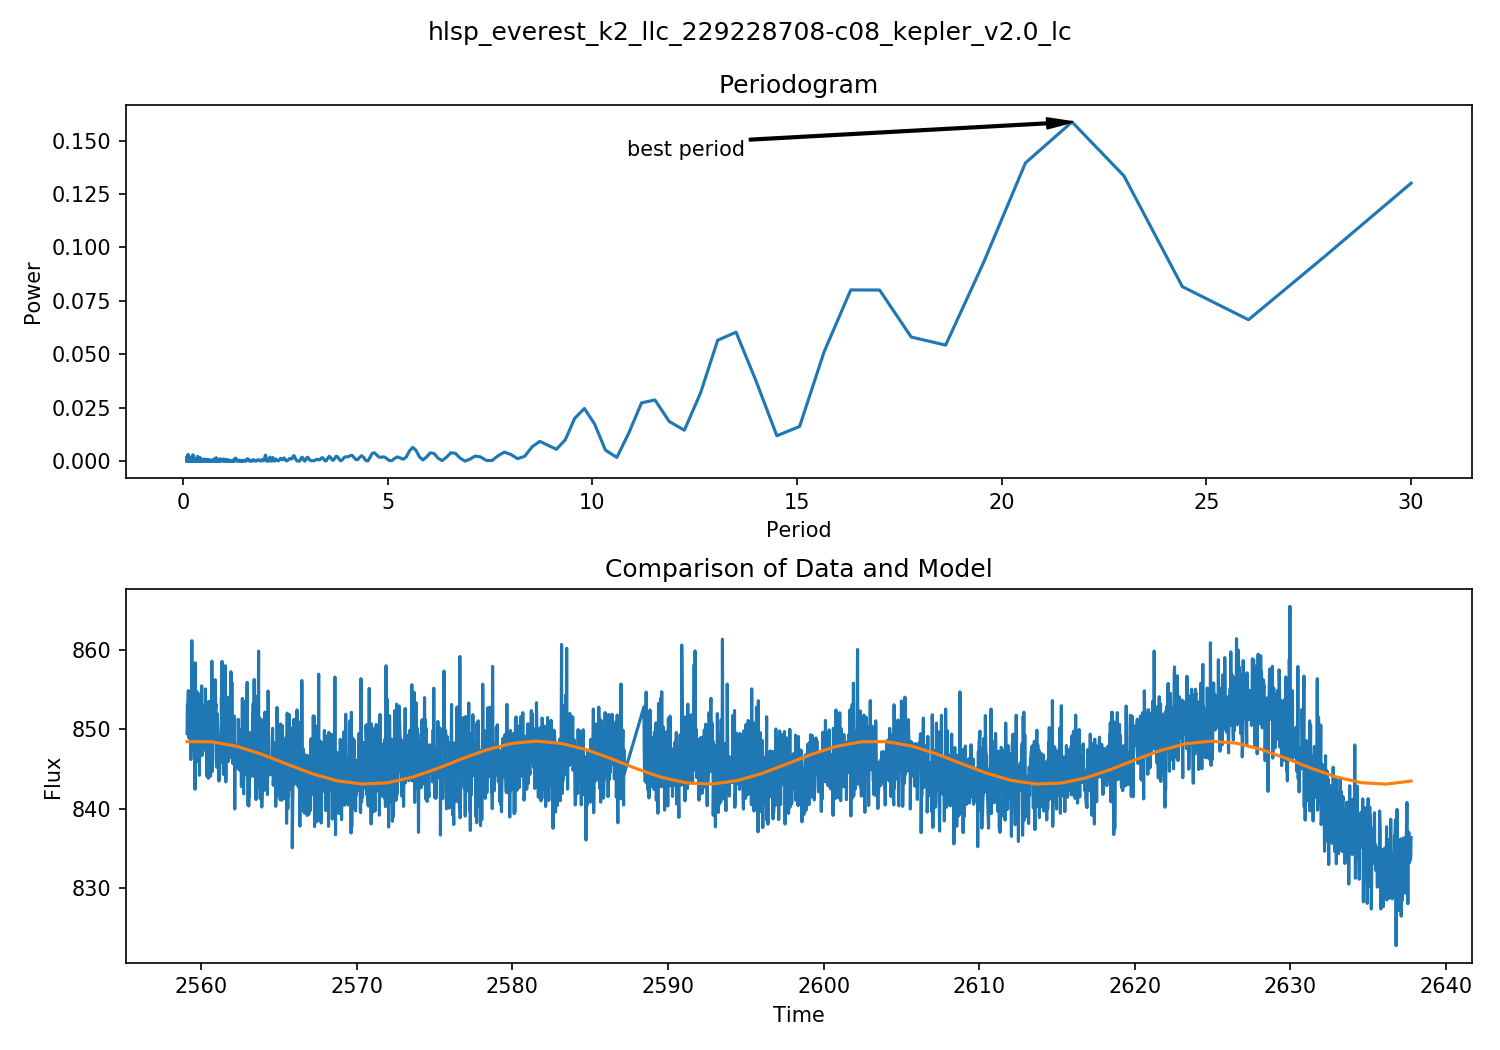 hlsp_everest_k2_llc_229228708-c08_kepler_v2.0_lc
Periodogram
best period
0.150
0.125
0.100
0.075
0.050
0.025
0.000
Power
0 5 10 15 20 25 30
Period
Comparison of Data and Model
860
850
840
830
Flux
2560 2570 2580 2590 2600 2610 2620 2630 2640
Time